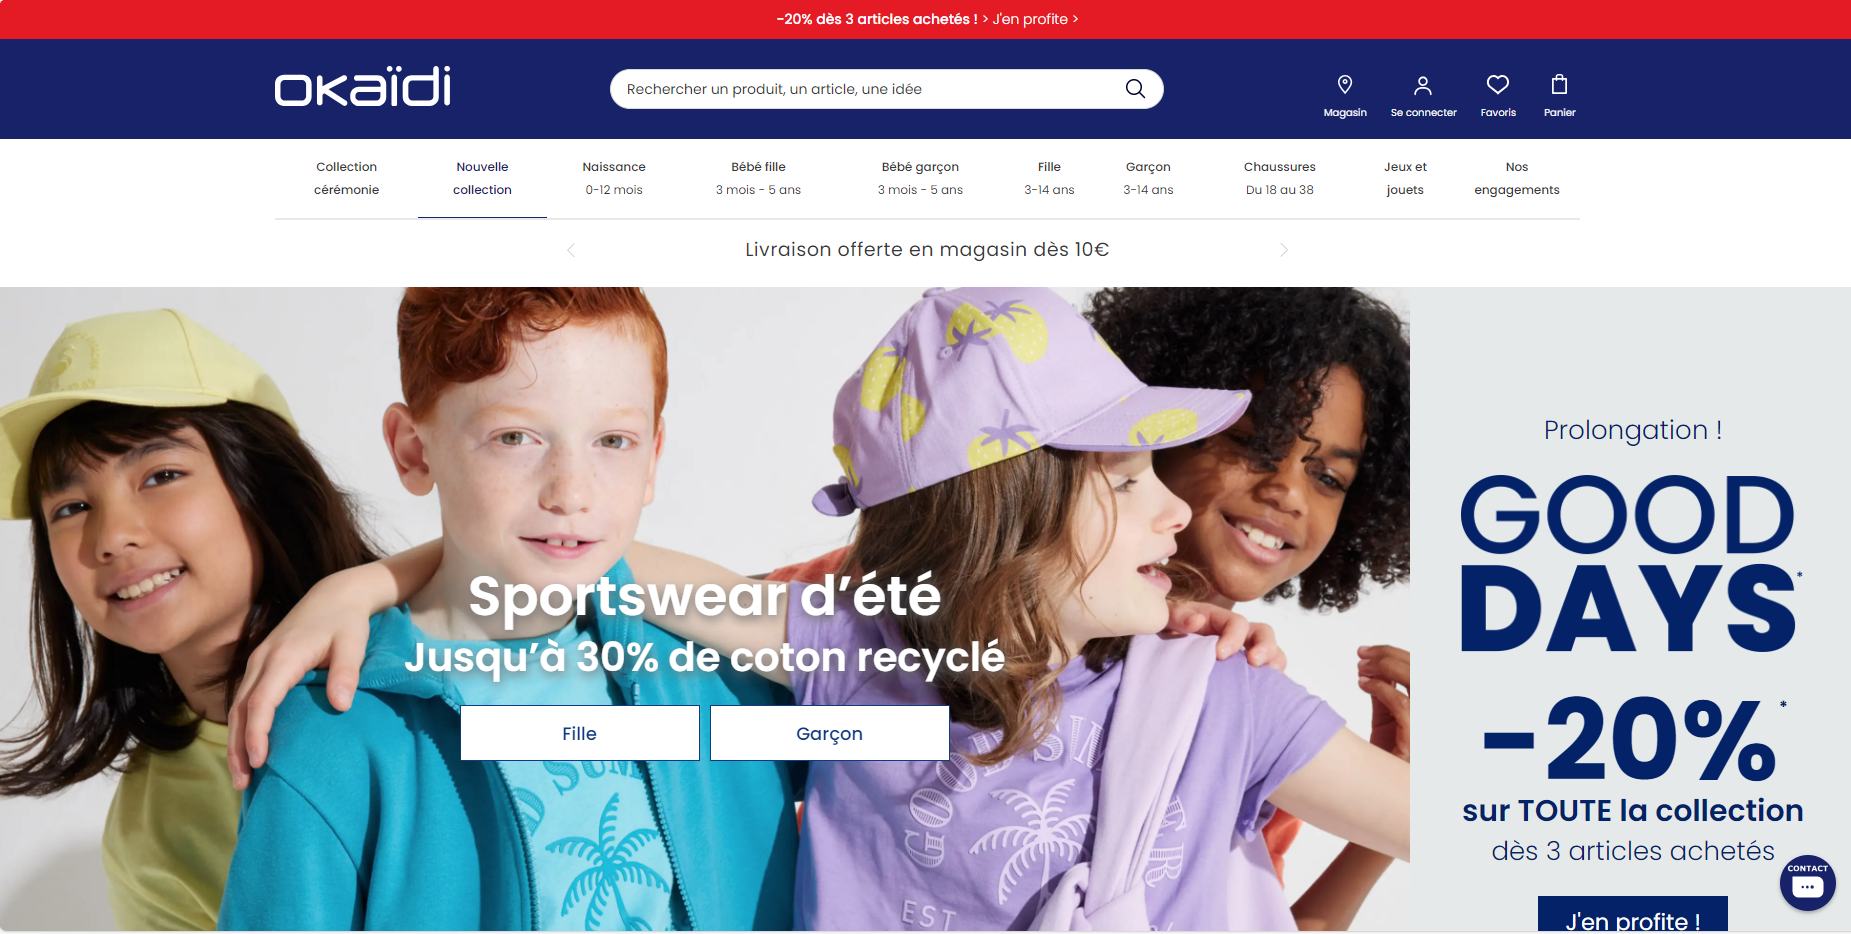 -20% dès 3 articles achetés ! > J'en profite >
okaïdi
Rechercher un produit, un article, une idée
Magasin
Se connecter
Favoris
Panier
Collection cérémonie
Nouvelle collection
Naissance
0-12 mois
Bébé fille
3 mois - 5 ans
Bébé garçon
3 mois - 5 ans
Fille
3-14 ans
Garçon
3-14 ans
Chaussures
Du 18 au 38
Jeux et jouets
Nos engagements
Livraison offerte en magasin dès 10€
Sportswear d'été
Jusqu'à 30% de coton recyclé
Fille
Garçon
GOOD
EST
Prolongation !
GOOD
DAYS*
-20%*
sur TOUTE la collection
dès 3 articles achetés
J'en profite !
CONTACT